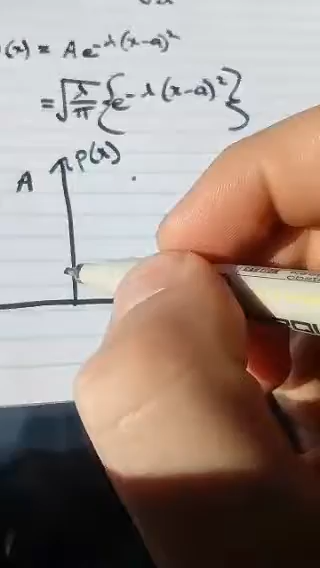 (x) = A e^-λ(x-a)²
= √λ/π {e^-λ(x-a)²}
A p(x)